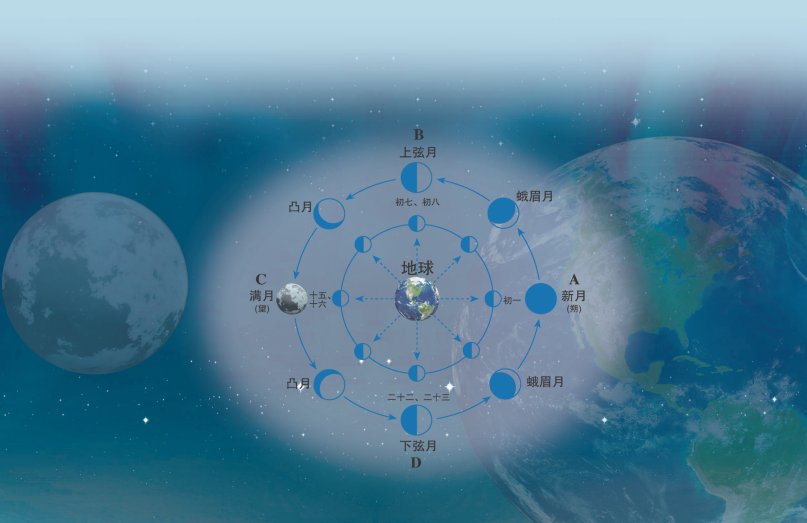 B
上弦月
初七、初八
凸月
蛾眉月
地球
C
满月
(望)
十五、
十六
初一
A
新月
(朔)
凸月
蛾眉月
二十二、二十三
下弦月
D